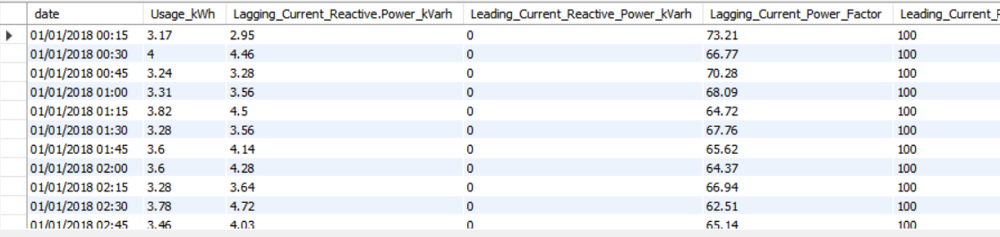 date Usage_kWh Lagging_Current_Reactive.Power_kVarh Leading_Current_Reactive_Power_kVarh Lagging_Current_Power_Factor Leading_Current_
01/01/2018 00:15 3.17 2.95 0 73.21 100
01/01/2018 00:30 4 4.46 0 66.77 100
01/01/2018 00:45 3.24 3.28 0 70.28 100
01/01/2018 01:00 3.31 3.56 0 68.09 100
01/01/2018 01:15 3.82 4.5 0 64.72 100
01/01/2018 01:30 3.28 3.56 0 67.76 100
01/01/2018 01:45 3.6 4.14 0 65.62 100
01/01/2018 02:00 3.6 4.28 0 64.37 100
01/01/2018 02:15 3.28 3.64 0 66.94 100
01/01/2018 02:30 3.78 4.72 0 62.51 100
01/01/2018 02:45 3.46 4.03 0 65.14 100